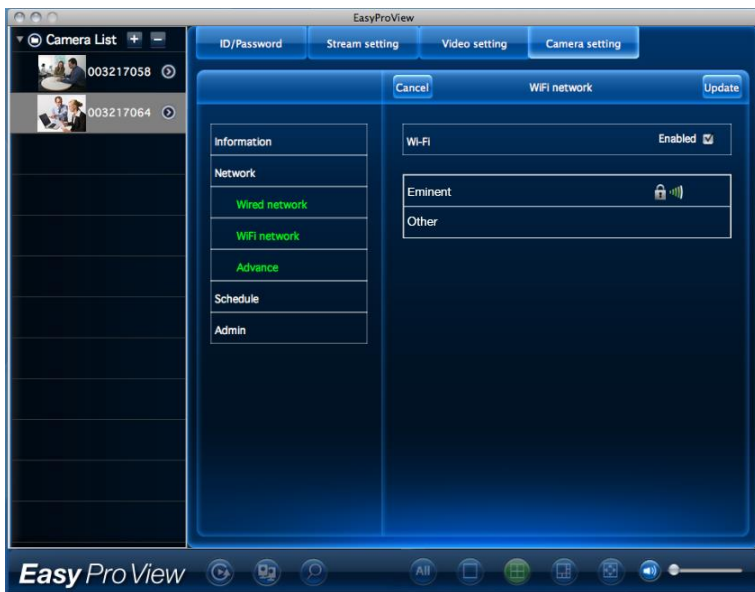 EasyProView
Camera List + −
003217058
003217064
ID/Password Stream setting Video setting Camera setting
Cancel WiFi network Update
Information
Network
Wired network
WiFi network
Advance
Schedule
Admin
Wi-Fi Enabled
Eminent
Other
Easy Pro View
All